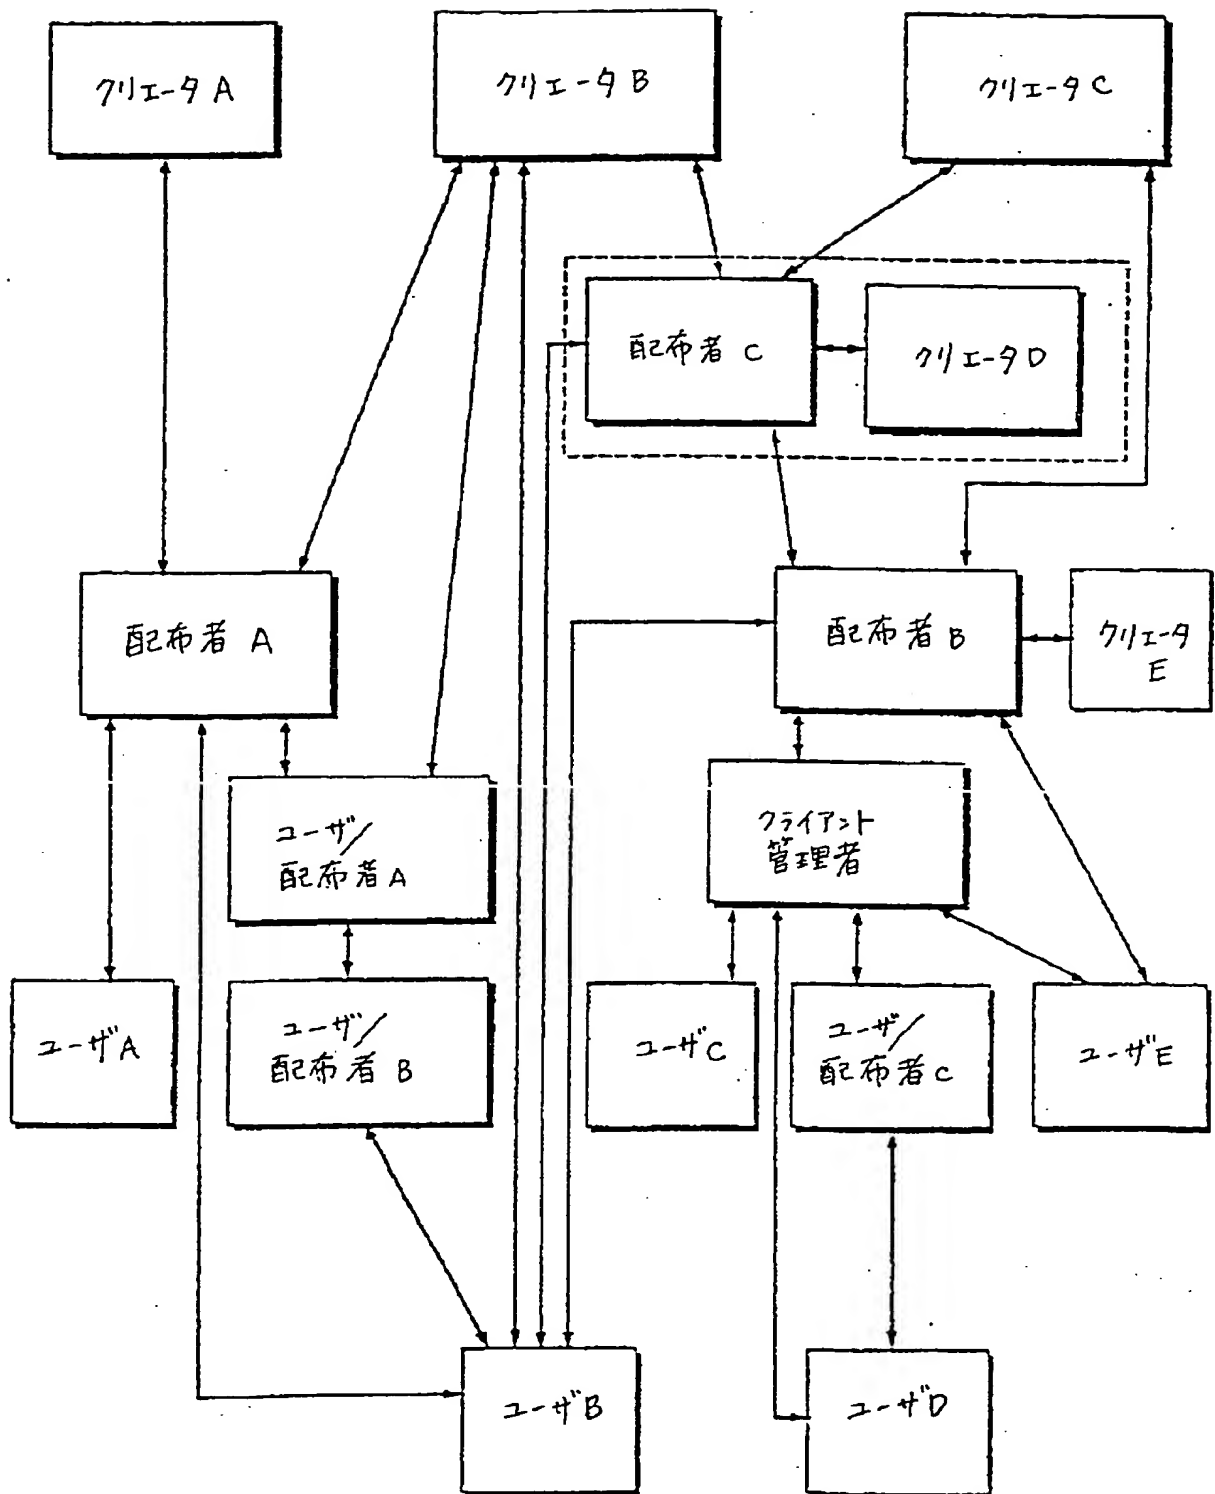 クリエータ A
クリエータ B
クリエータ C
配布者 C
クリエータ D
配布者 A
配布者 B
クリエータ
E
ユーザ/
配布者 A
クライアント
管理者
ユーザ A
ユーザ/
配布者 B
ユーザ C
ユーザ/
配布者 C
ユーザ E
ユーザ B
ユーザ D